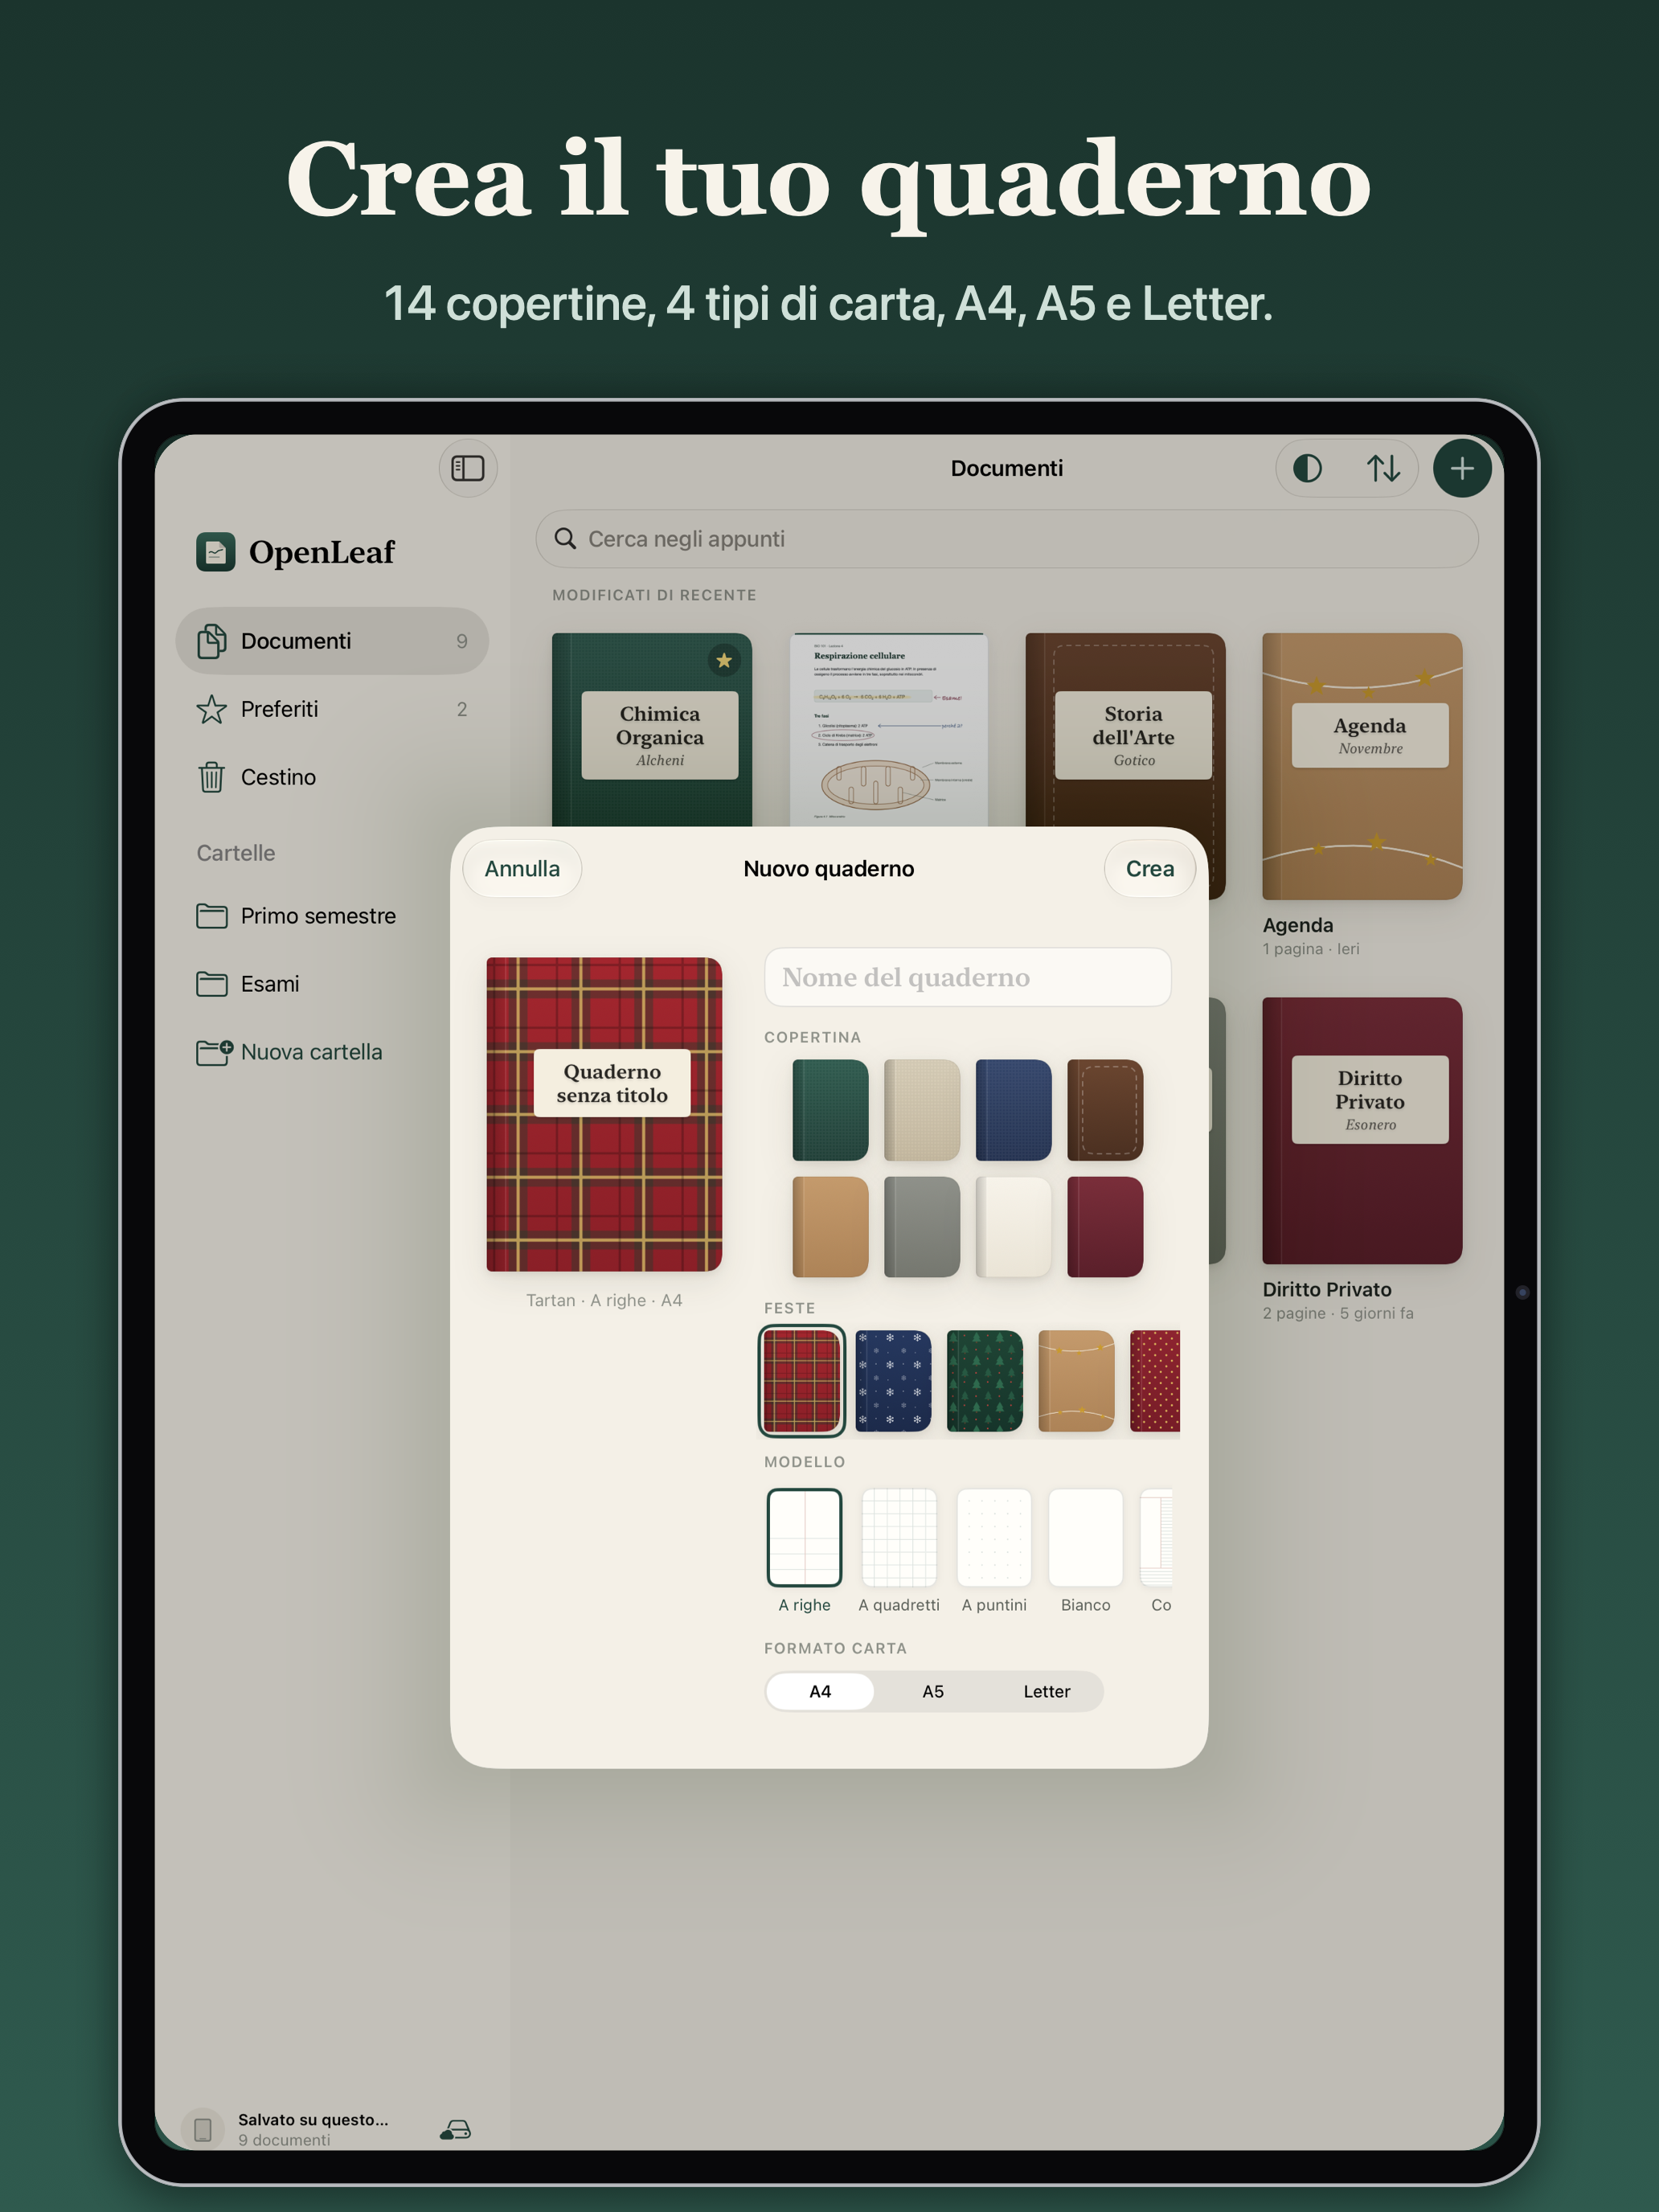 Crea il tuo quaderno
14 copertine, 4 tipi di carta, A4, A5 e Letter.
Documenti
OpenLeaf
Cerca negli appunti
Documenti 9
Preferiti 2
Cestino
Cartelle
Primo semestre
Esami
Nuova cartella
MODIFICATI DI RECENTE
Chimica
Organica
Alcheni
Respirazione cellulare
Tre fasi
Storia
dell'Arte
Gotico
Agenda
Novembre
Agenda
1 pagina · Ieri
Diritto
Privato
Esonero
Diritto Privato
2 pagine · 5 giorni fa
Annulla
Nuovo quaderno
Crea
Quaderno
senza titolo
Tartan · A righe · A4
Nome del quaderno
COPERTINA
FESTE
MODELLO
A righe
A quadretti
A puntini
Bianco
Co
FORMATO CARTA
A4
A5
Letter
Salvato su questo...
9 documenti